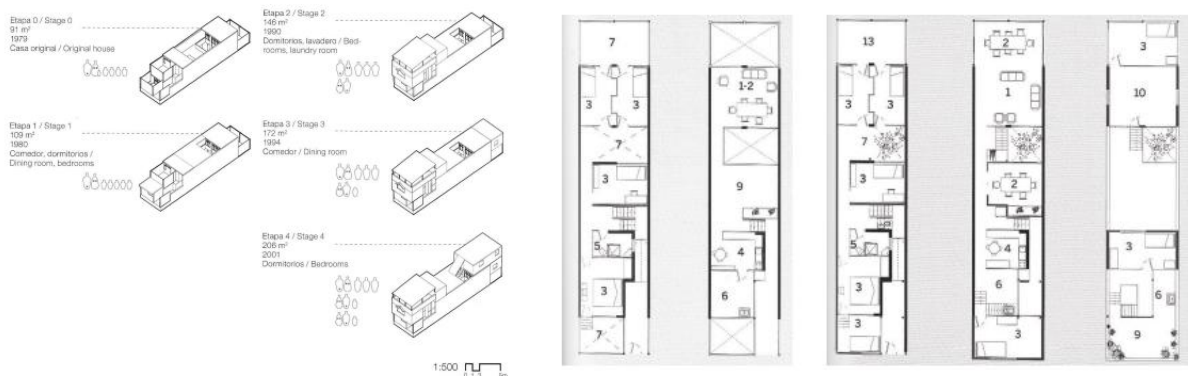 Etapa 0 / Stage 0
91 m²
1979
Casa original / Original house
Etapa 1 / Stage 1
109 m²
1980
Comedor, dormitorios /
Dining room, bedrooms
Etapa 2 / Stage 2
146 m²
1990
Domitorios, lavadero / Bed-
rooms, laundry room
Etapa 3 / Stage 3
172 m²
1994
Comedor / Dining room
Etapa 4 / Stage 4
206 m²
2001
Dormitorios / Bedrooms
1:500
7
3 3
7
3
5
3
7
1-2
9
4
6
13
3 3
7
3
5
3
3
2
1
2
4
6
3
3
10
3
6
9